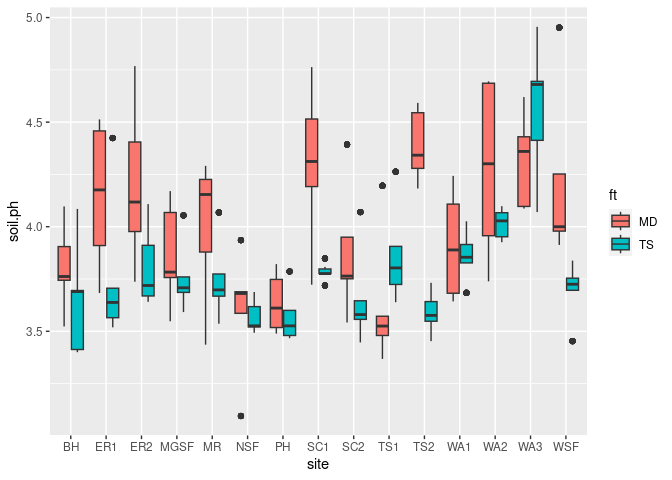 5.0
4.5
4.0
3.5
soil.ph
BH ER1 ER2 MGSF MR NSF PH SC1 SC2 TS1 TS2 WA1 WA2 WA3 WSF
site
ft
MD
TS